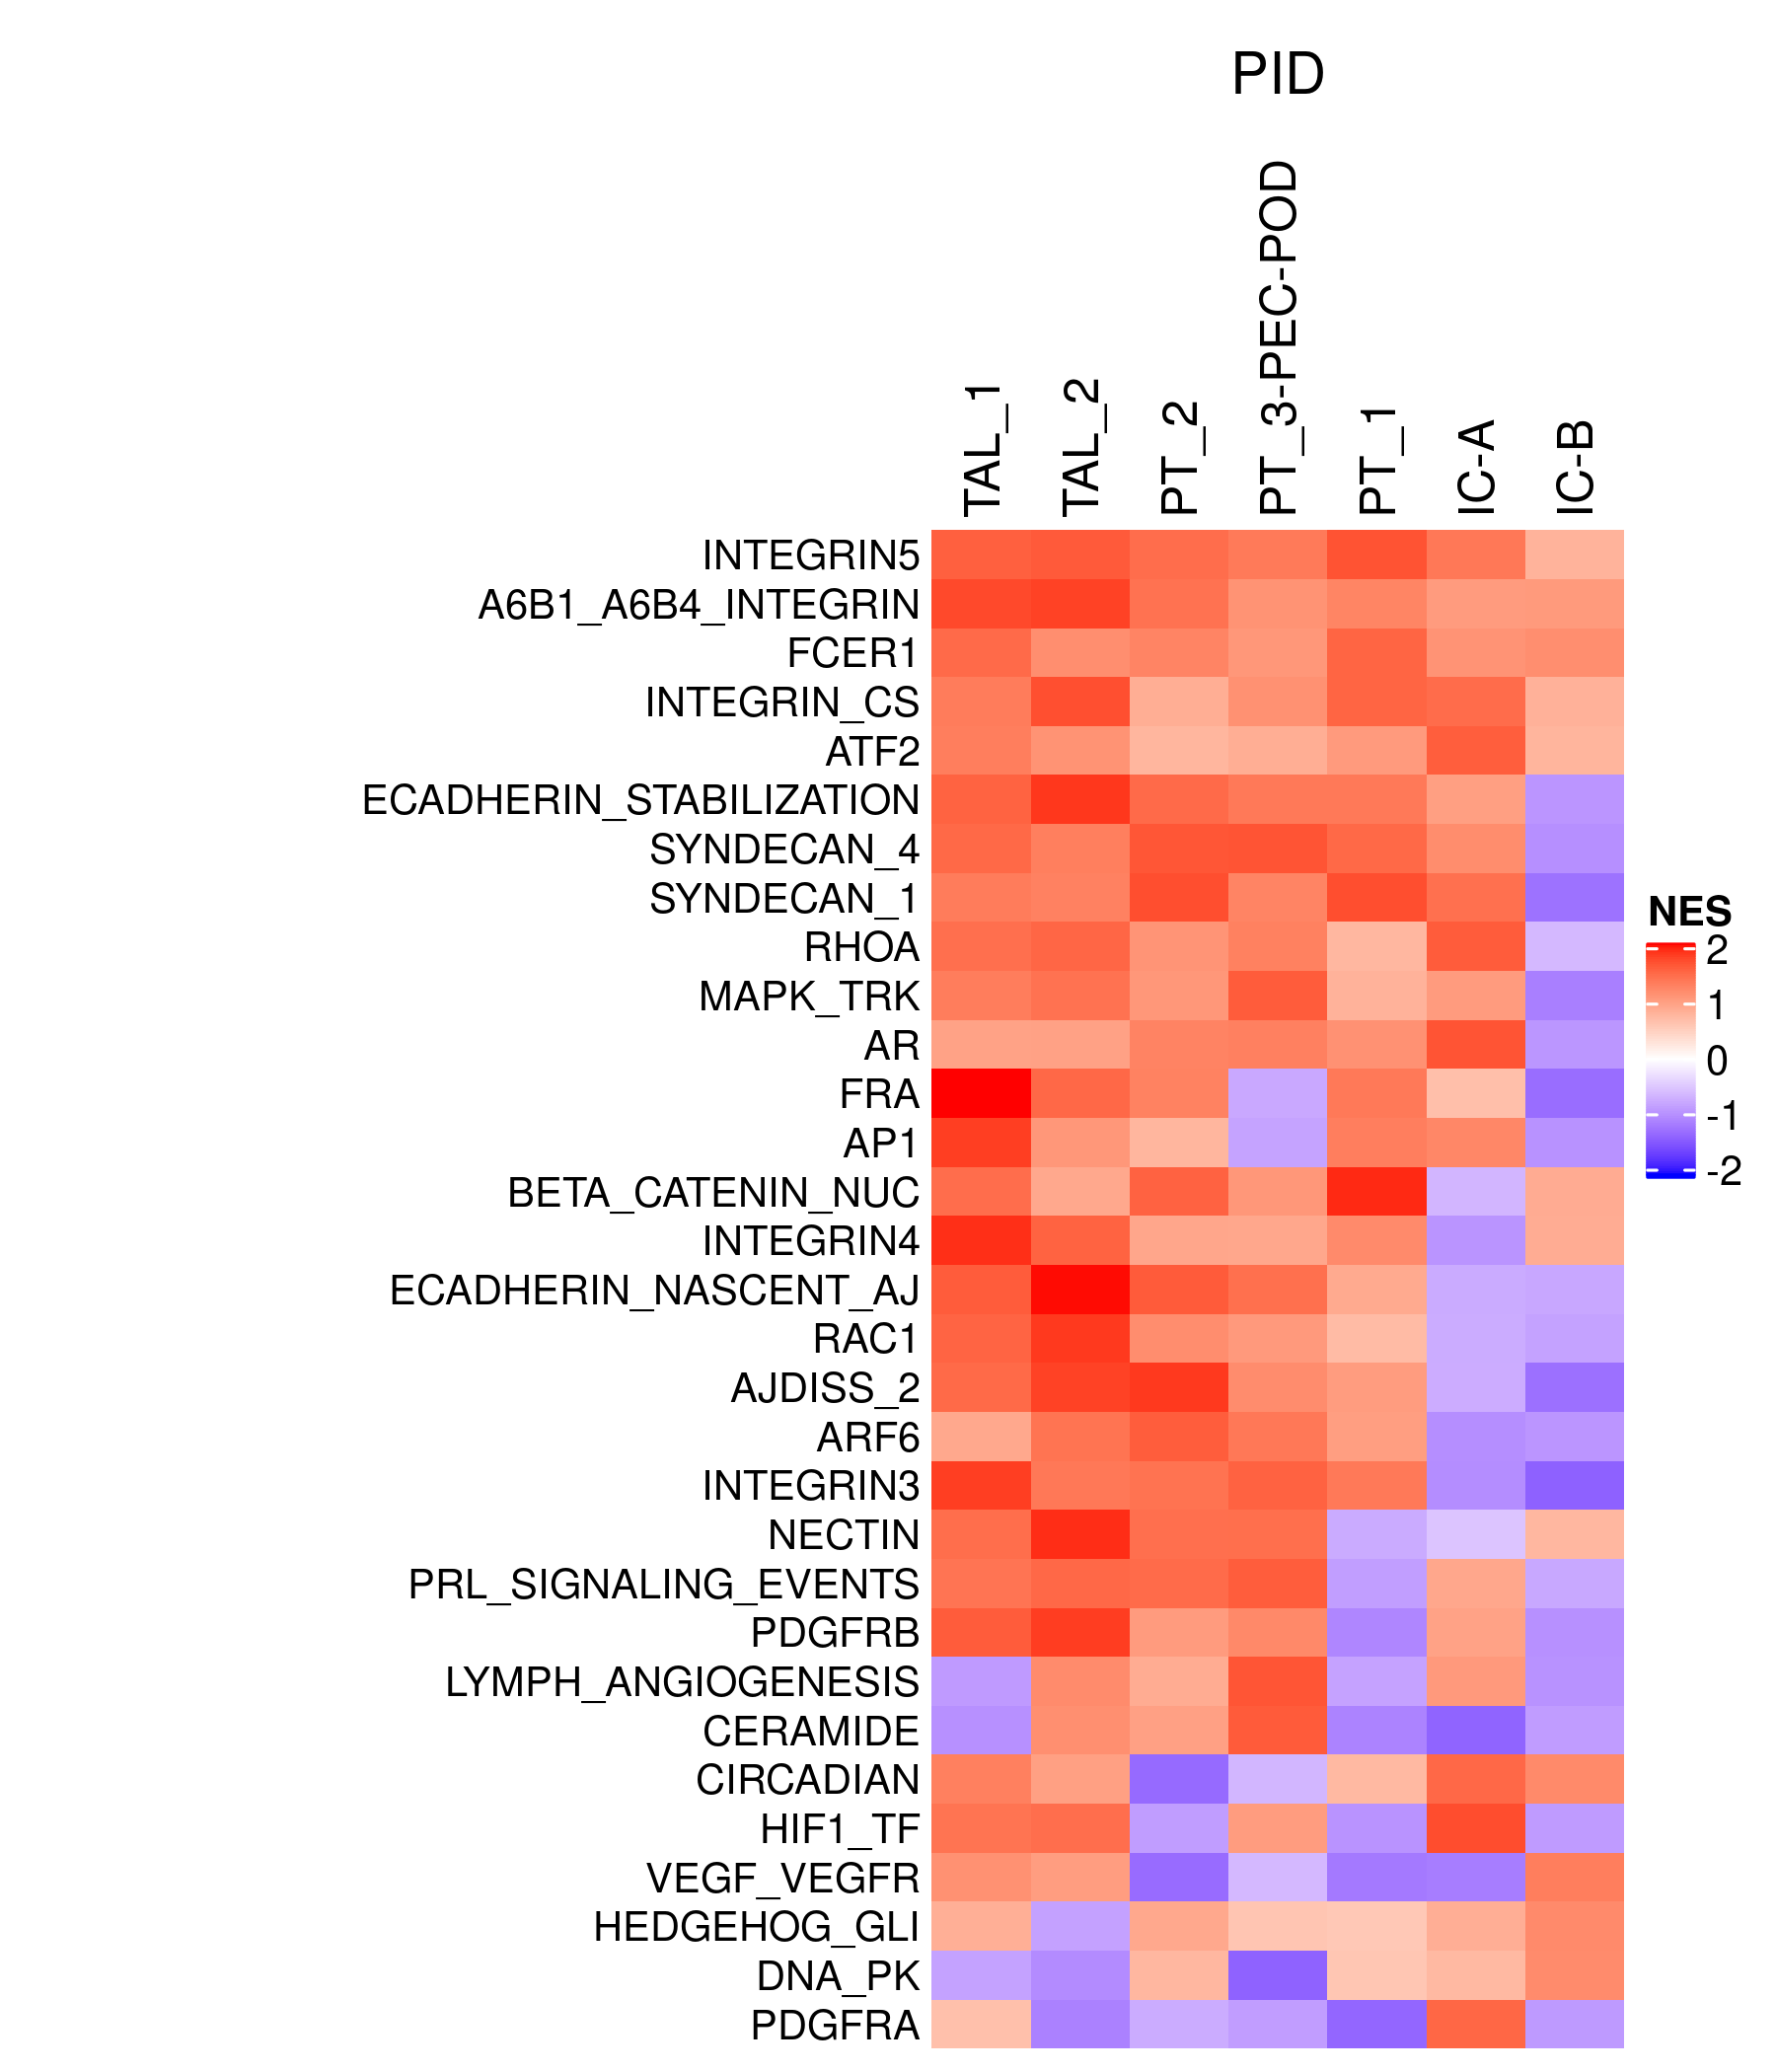 PID
TAL_1
TAL_2
PT_2
PT_3-PEC-POD
PT_1
IC-A
IC-B
INTEGRIN5
A6B1_A6B4_INTEGRIN
FCER1
INTEGRIN_CS
ATF2
ECADHERIN_STABILIZATION
SYNDECAN_4
SYNDECAN_1
RHOA
MAPK_TRK
AR
FRA
AP1
BETA_CATENIN_NUC
INTEGRIN4
ECADHERIN_NASCENT_AJ
RAC1
AJDISS_2
ARF6
INTEGRIN3
NECTIN
PRL_SIGNALING_EVENTS
PDGFRB
LYMPH_ANGIOGENESIS
CERAMIDE
CIRCADIAN
HIF1_TF
VEGF_VEGFR
HEDGEHOG_GLI
DNA_PK
PDGFRA
NES
2
1
0
-1
-2